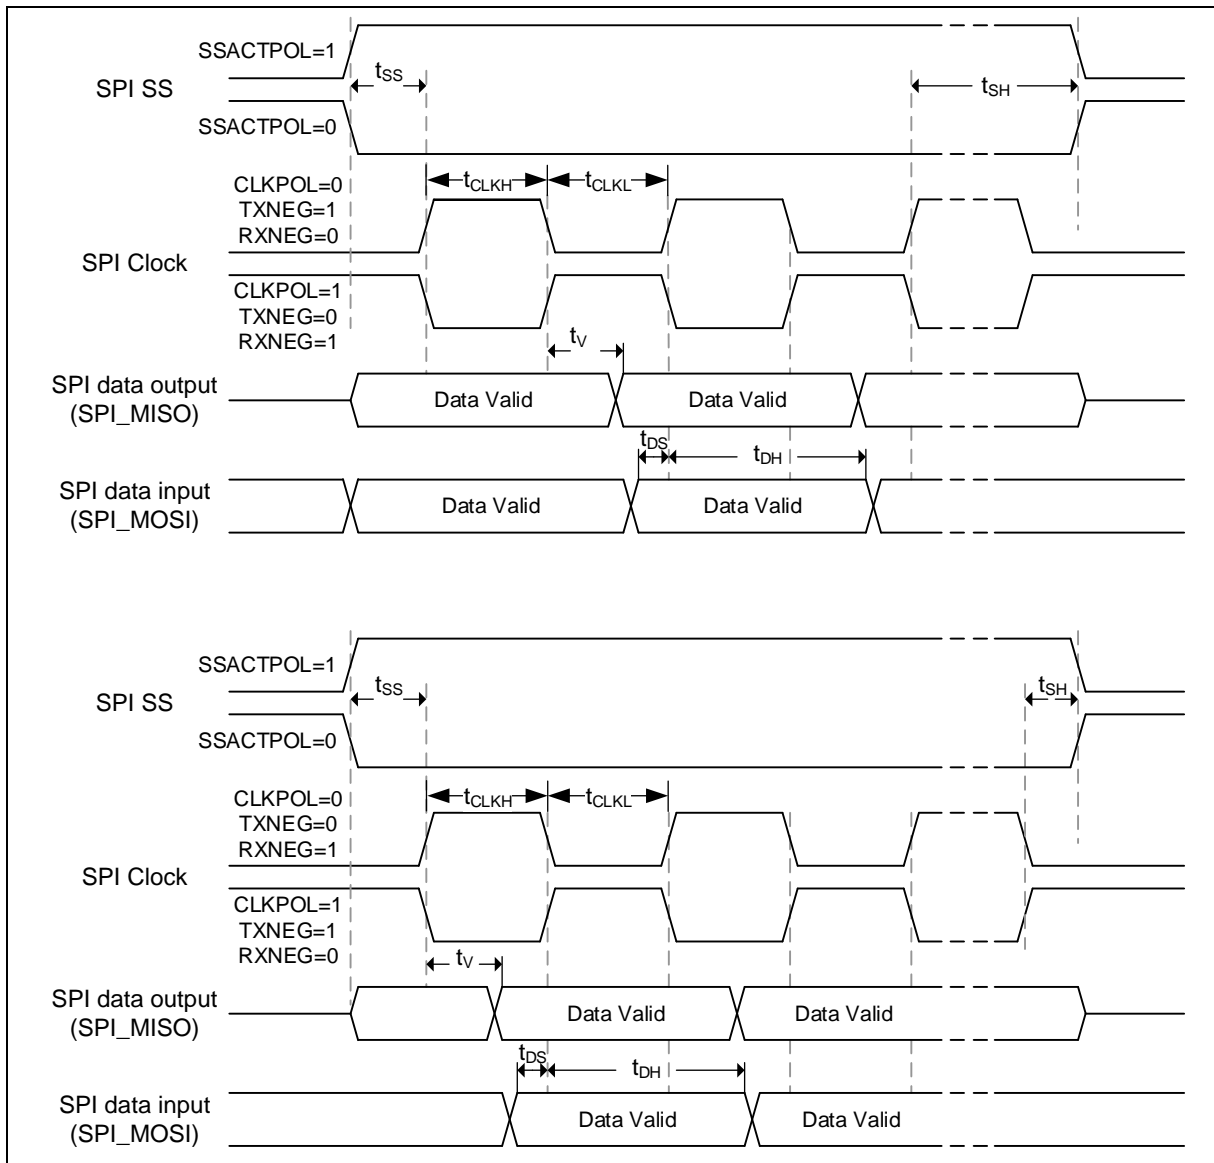 SSACTPOL=1
SPI SS
tSS
tSH
SSACTPOL=0
CLKPOL=0
TXNEG=1
RXNEG=0
tCLKH
tCLKL
SPI Clock
CLKPOL=1
TXNEG=0
RXNEG=1
tV
SPI data output
(SPI_MISO)
Data Valid
Data Valid
tDS
tDH
SPI data input
(SPI_MOSI)
Data Valid
Data Valid
SSACTPOL=1
SPI SS
tSS
tSH
SSACTPOL=0
CLKPOL=0
TXNEG=0
RXNEG=1
tCLKH
tCLKL
SPI Clock
CLKPOL=1
TXNEG=1
RXNEG=0
tV
SPI data output
(SPI_MISO)
Data Valid
Data Valid
tDS
tDH
SPI data input
(SPI_MOSI)
Data Valid
Data Valid